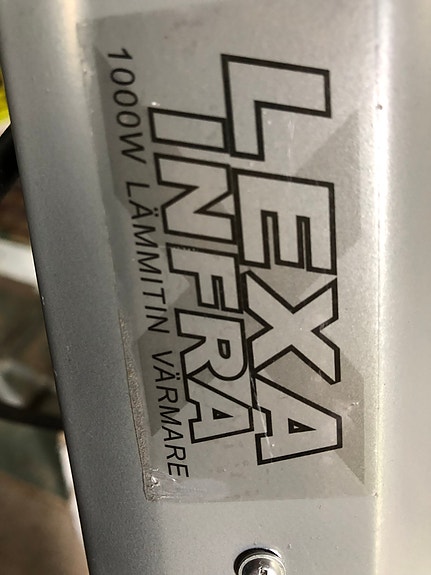 LEXA
INFRA
1000W LÄMMITIN VÄRMARE